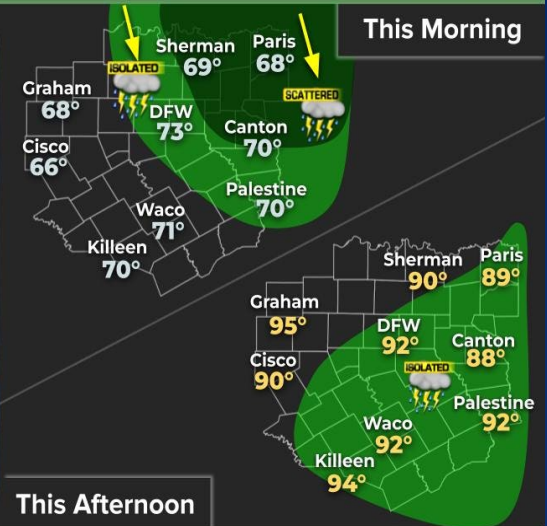 This Morning
ISOLATED
Sherman
69°
Paris
68°
Graham
68°
SCATTERED
DFW
73°
Canton
70°
Cisco
66°
Palestine
70°
Waco
71°
Killeen
70°
Sherman
90°
Paris
89°
Graham
95°
DFW
92°
Canton
88°
Cisco
90°
ISOLATED
Palestine
92°
Waco
92°
Killeen
94°
This Afternoon